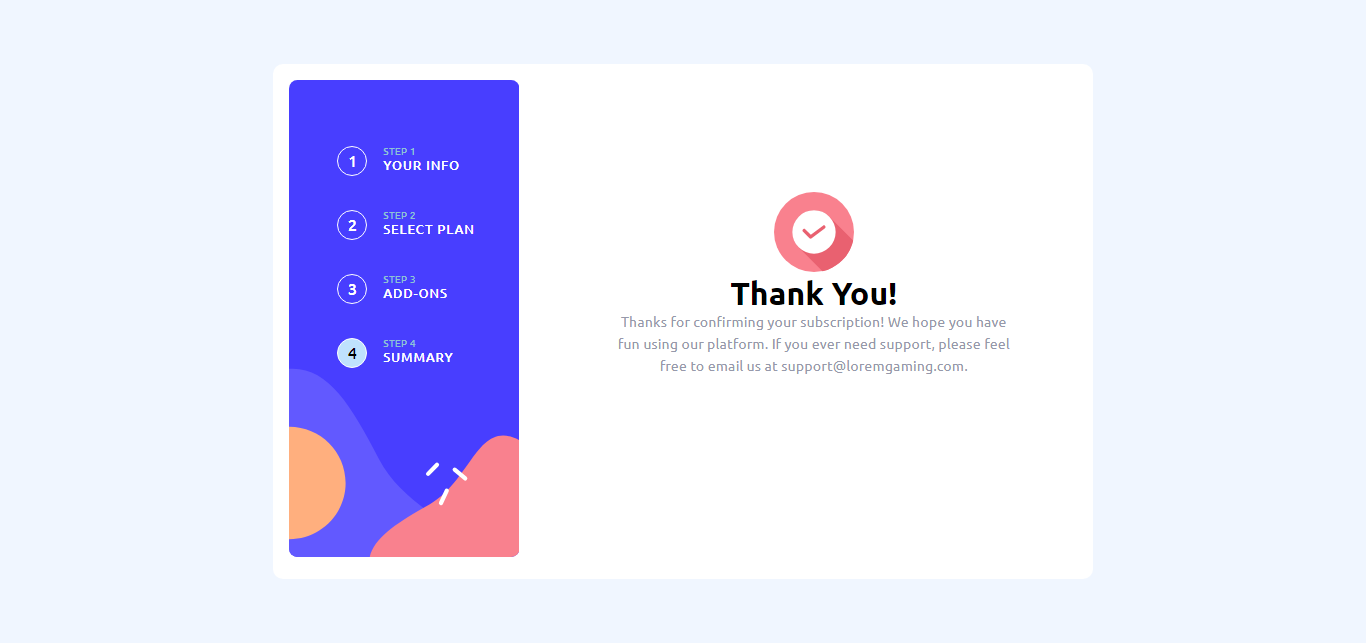 1
STEP 1
YOUR INFO
2
STEP 2
SELECT PLAN
3
STEP 3
ADD-ONS
4
STEP 4
SUMMARY
Thank You!
Thanks for confirming your subscription! We hope you have
fun using our platform. If you ever need support, please feel
free to email us at support@loremgaming.com.